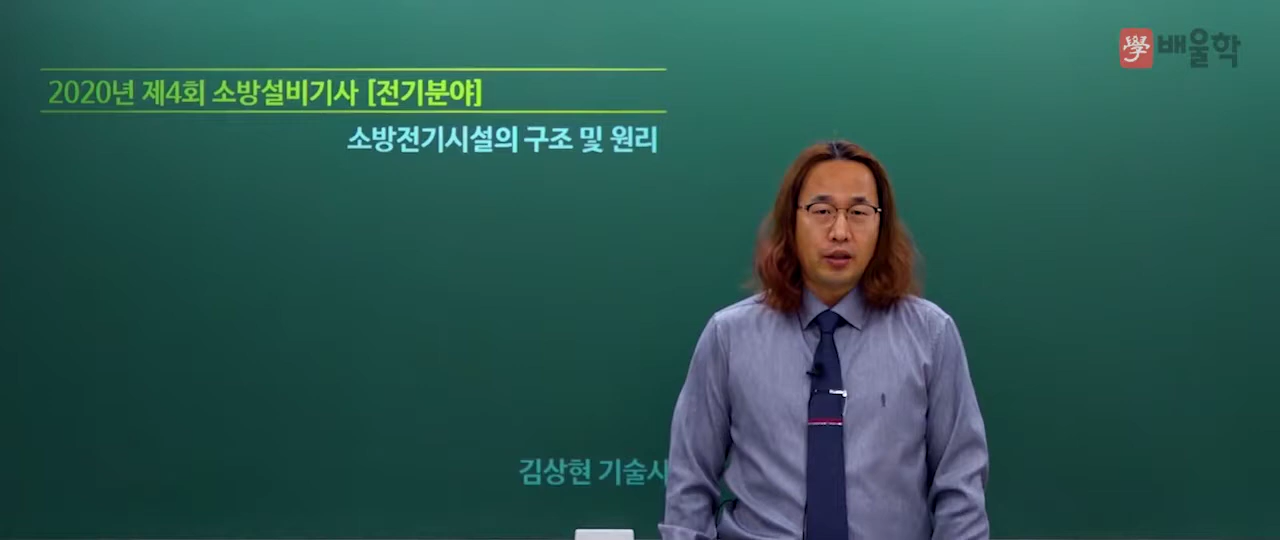 學 배울학
2020년 제4회 소방설비기사 [전기분야]
소방전기시설의 구조 및 원리
김상현 기술사